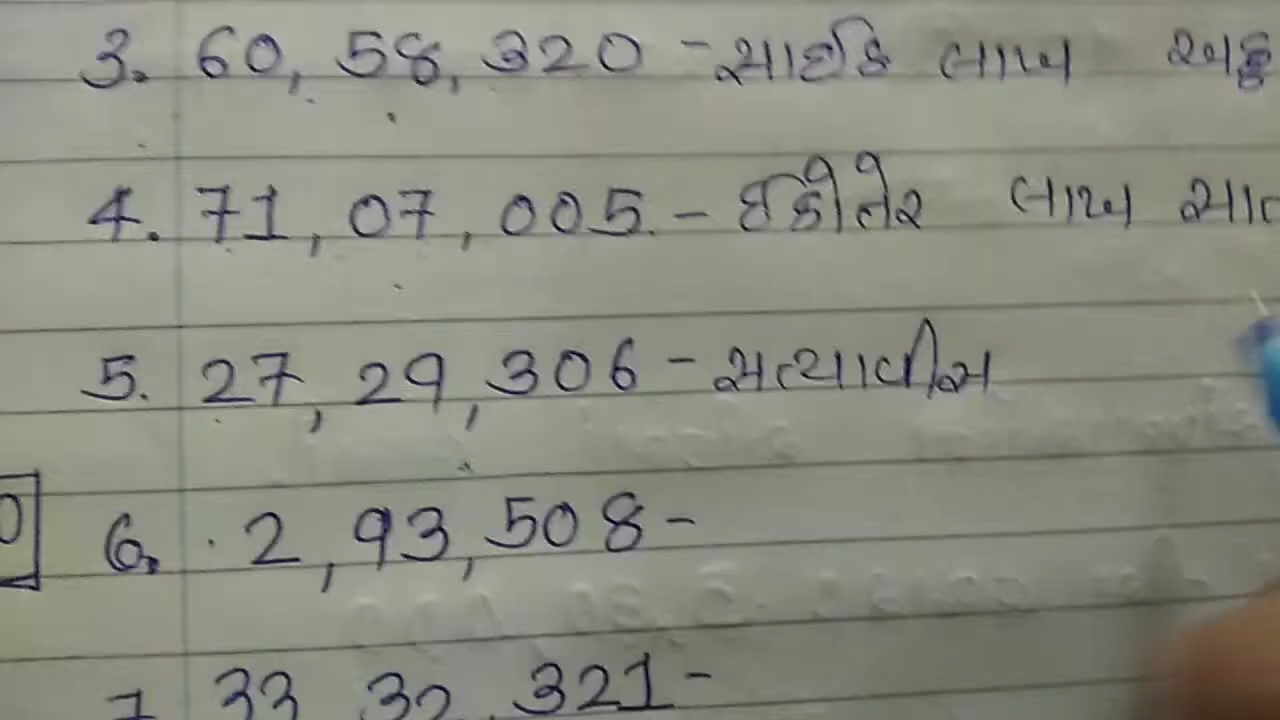 3. 60, 58, 320 - સાઈઠ લાખ
4. 71, 07, 005 - ઈકોતેર લાખ સાત
5. 27, 29, 306 - સત્યાવીસ
6. 2, 93, 508 -
7. 33, 32, 321 -